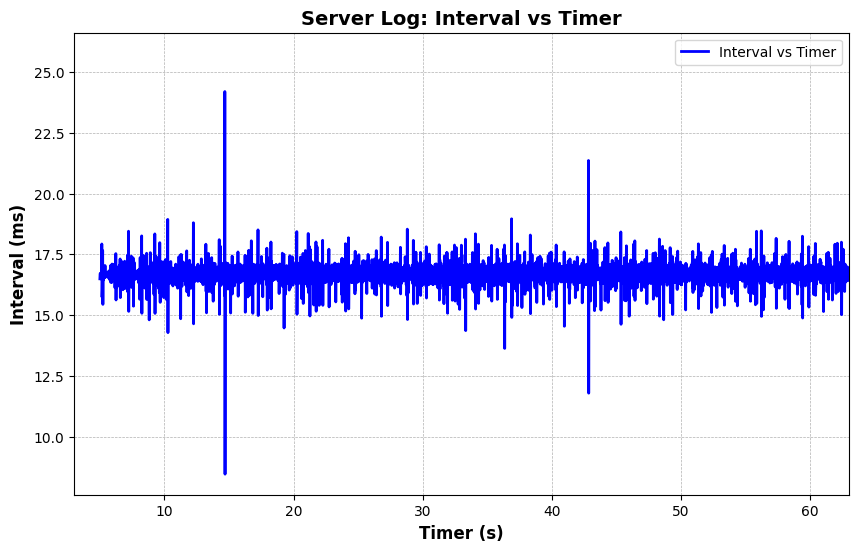 Server Log: Interval vs Timer
Interval vs Timer
25.0
22.5
20.0
17.5
15.0
12.5
10.0
Interval (ms)
10 20 30 40 50 60
Timer (s)